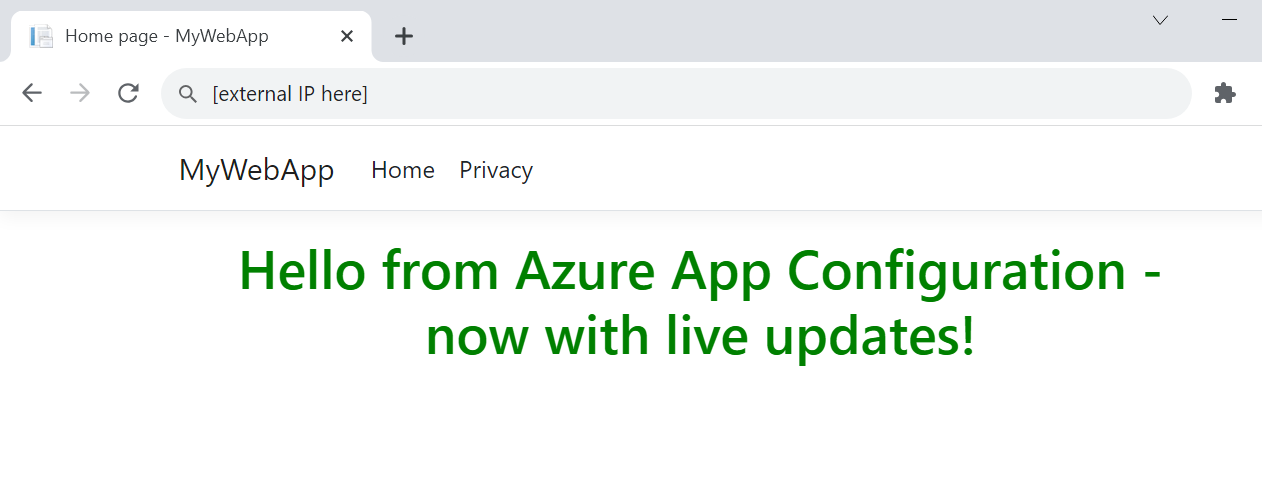 Home page - MyWebApp
[external IP here]
MyWebApp Home Privacy
Hello from Azure App Configuration -
now with live updates!